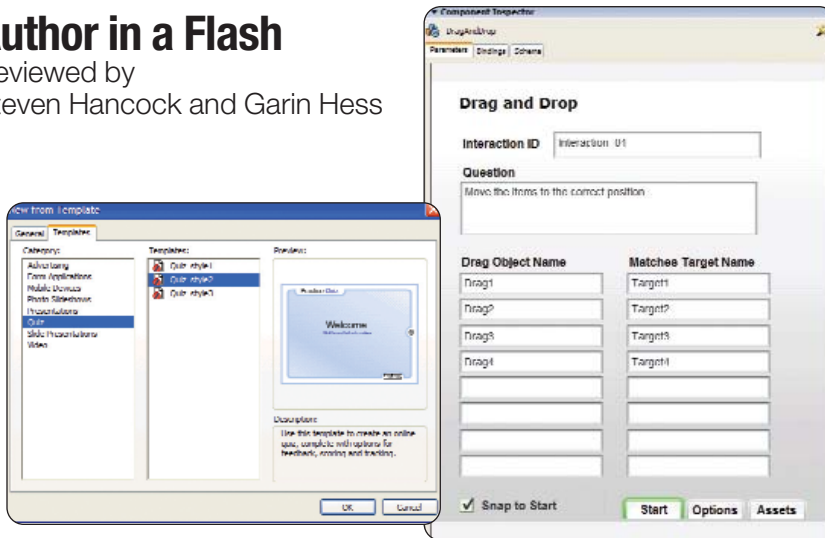 uthor in a Flash
eviewed by
teven Hancock and Garin Hess
Component Inspector
DragAndDrop
Parameters Bindings Schema
Drag and Drop
Interaction ID Interaction_01
Question
Move the items to the correct position
Drag Object Name Matches Target Name
Drag1 Target1
Drag2 Target2
Drag3 Target3
Drag4 Target4
Snap to Start Start Options Assets
New from Template
General Templates
Category: Templates: Preview:
Advertising Quiz_style1
Form Applications Quiz_style2
Mobile Devices Quiz_style3
Photo Slideshows
Presentations
Quiz
Slide Presentations
Video
Welcome
Description:
Use this template to create an online
quiz, complete with options for
feedback, scoring and tracking.
OK Cancel